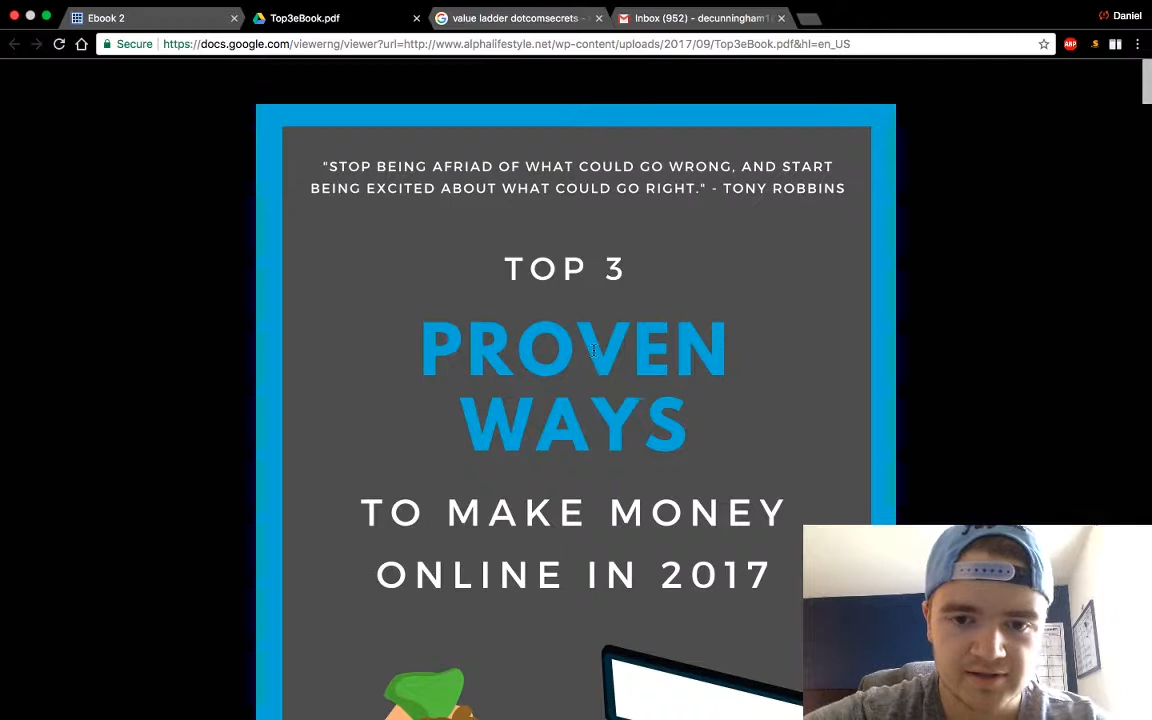 Ebook 2
Top3eBook.pdf
value ladder dotcomsecrets -
Inbox (952) - decunningham1
Daniel
Secure https://docs.google.com/viewerng/viewer?url=http://www.alphalifestyle.net/wp-content/uploads/2017/09/Top3eBook.pdf&hl=en_US
ABP
S
"STOP BEING AFRIAD OF WHAT COULD GO WRONG, AND START
BEING EXCITED ABOUT WHAT COULD GO RIGHT." - TONY ROBBINS
TOP 3
PROVEN
WAYS
TO MAKE MONEY
ONLINE IN 2017